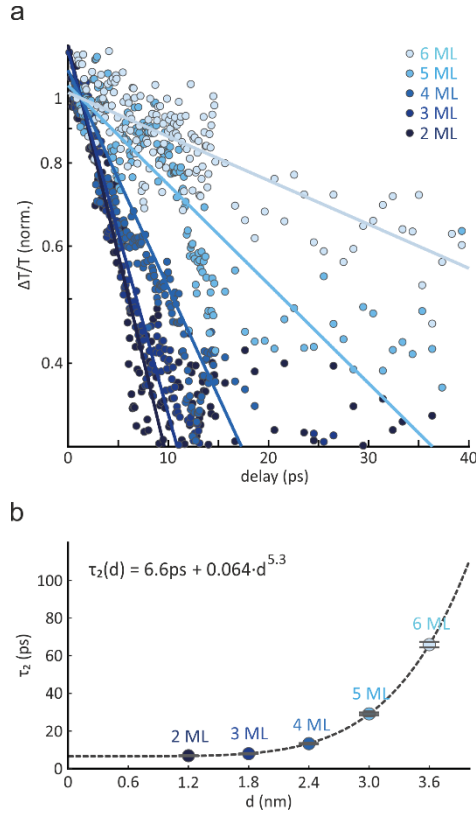 a
6 ML
5 ML
4 ML
3 ML
2 ML
1
0.8
0.6
0.4
ΔT/T (norm.)
0 10 20 30 40
delay (ps)
b
τ₂(d) = 6.6ps + 0.064·d^5.3
100
80
60
40
20
0
τ₂ (ps)
2 ML 3 ML 4 ML 5 ML 6 ML
0 0.6 1.2 1.8 2.4 3.0 3.6
d (nm)